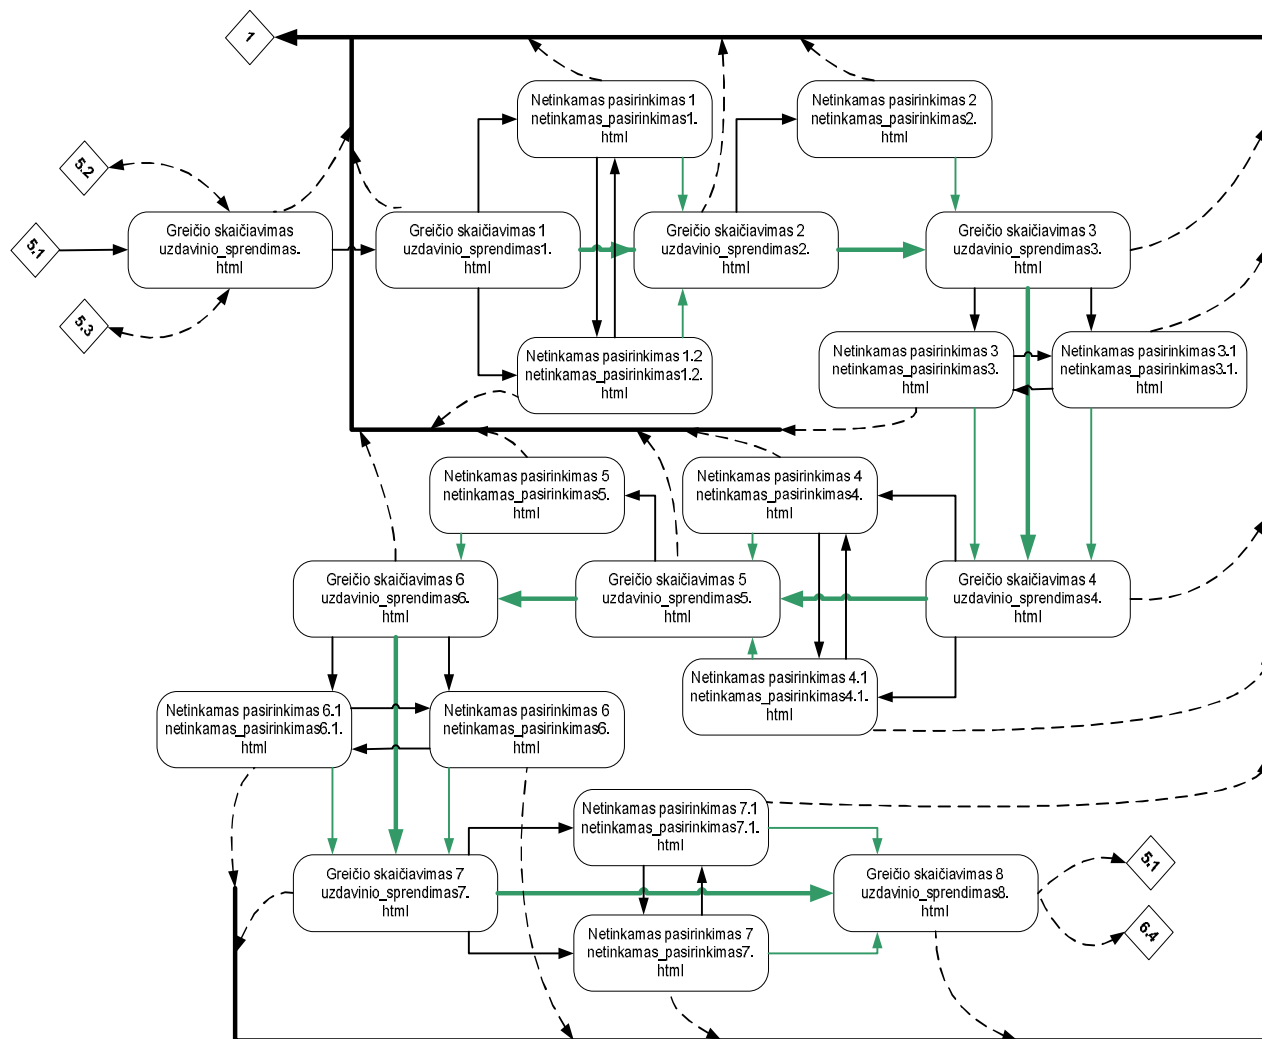 1
Netinkamas pasirinkimas 1
netinkamas_pasirinkimas1.
html
Netinkamas pasirinkimas 2
netinkamas_pasirinkimas2.
html
5.2
5.1
5.3
Greičio skaičiavimas
uzdavinio_sprendimas.
html
Greičio skaičiavimas 1
uzdavinio_sprendimas1.
html
Greičio skaičiavimas 2
uzdavinio_sprendimas2.
html
Greičio skaičiavimas 3
uzdavinio_sprendimas3.
html
Netinkamas pasirinkimas 1.2
netinkamas_pasirinkimas1.2.
html
Netinkamas pasirinkimas 3
netinkamas_pasirinkimas3.
html
Netinkamas pasirinkimas 3.1
netinkamas_pasirinkimas3.1.
html
Netinkamas pasirinkimas 5
netinkamas_pasirinkimas5.
html
Netinkamas pasirinkimas 4
netinkamas_pasirinkimas4.
html
Greičio skaičiavimas 6
uzdavinio_sprendimas6.
html
Greičio skaičiavimas 5
uzdavinio_sprendimas5.
html
Greičio skaičiavimas 4
uzdavinio_sprendimas4.
html
Netinkamas pasirinkimas 4.1
netinkamas_pasirinkimas4.1.
html
Netinkamas pasirinkimas 6.1
netinkamas_pasirinkimas6.1.
html
Netinkamas pasirinkimas 6
netinkamas_pasirinkimas6.
html
Netinkamas pasirinkimas 7.1
netinkamas_pasirinkimas7.1.
html
Greičio skaičiavimas 7
uzdavinio_sprendimas7.
html
Greičio skaičiavimas 8
uzdavinio_sprendimas8.
html
5.1
6.4
Netinkamas pasirinkimas 7
netinkamas_pasirinkimas7.
html